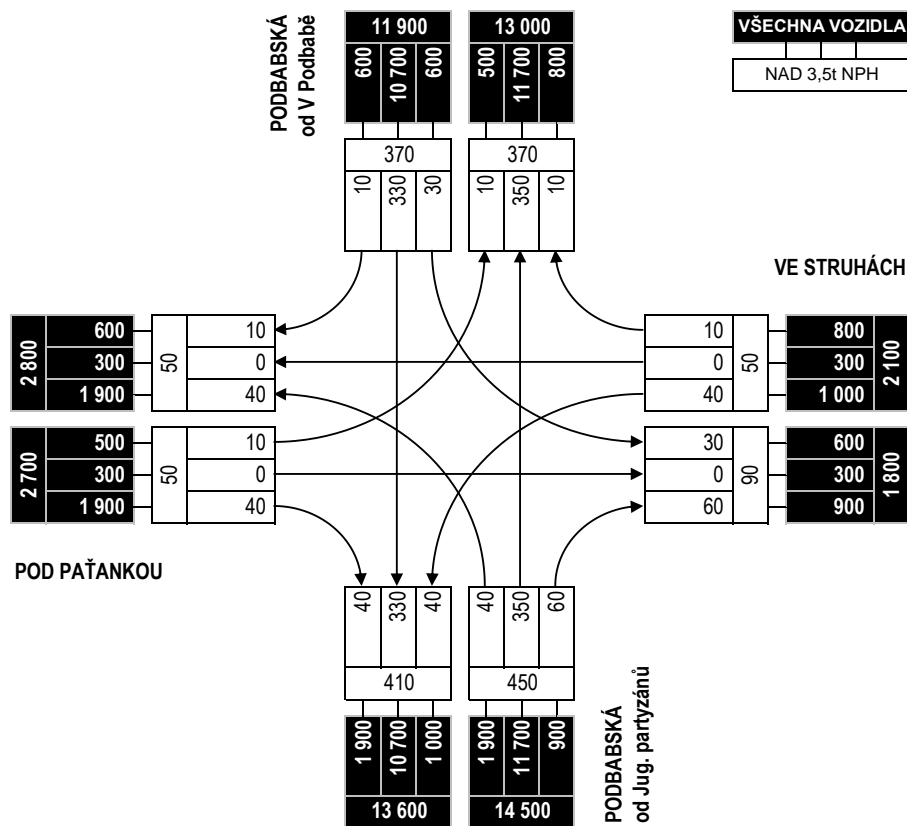 11 900
13 000
VŠECHNA VOZIDLA
NAD 3,5t NPH
PODBABSKÁ
od V Podbabě
600 10 700 600
500 11 700 800
370
370
10 330 30
10 350 10
VE STRUHÁCH
2 800
600
300
1 900
50
10
0
40
10
0
40
50
800
300
1 000
2 100
2 700
500
300
1 900
50
10
0
40
30
0
60
90
600
300
900
1 800
POD PAŤANKOU
40 330 40
40 350 60
410
450
1 900 10 700 1 000
1 900 11 700 900
13 600
14 500
PODBABSKÁ
od Jug. partyzánů